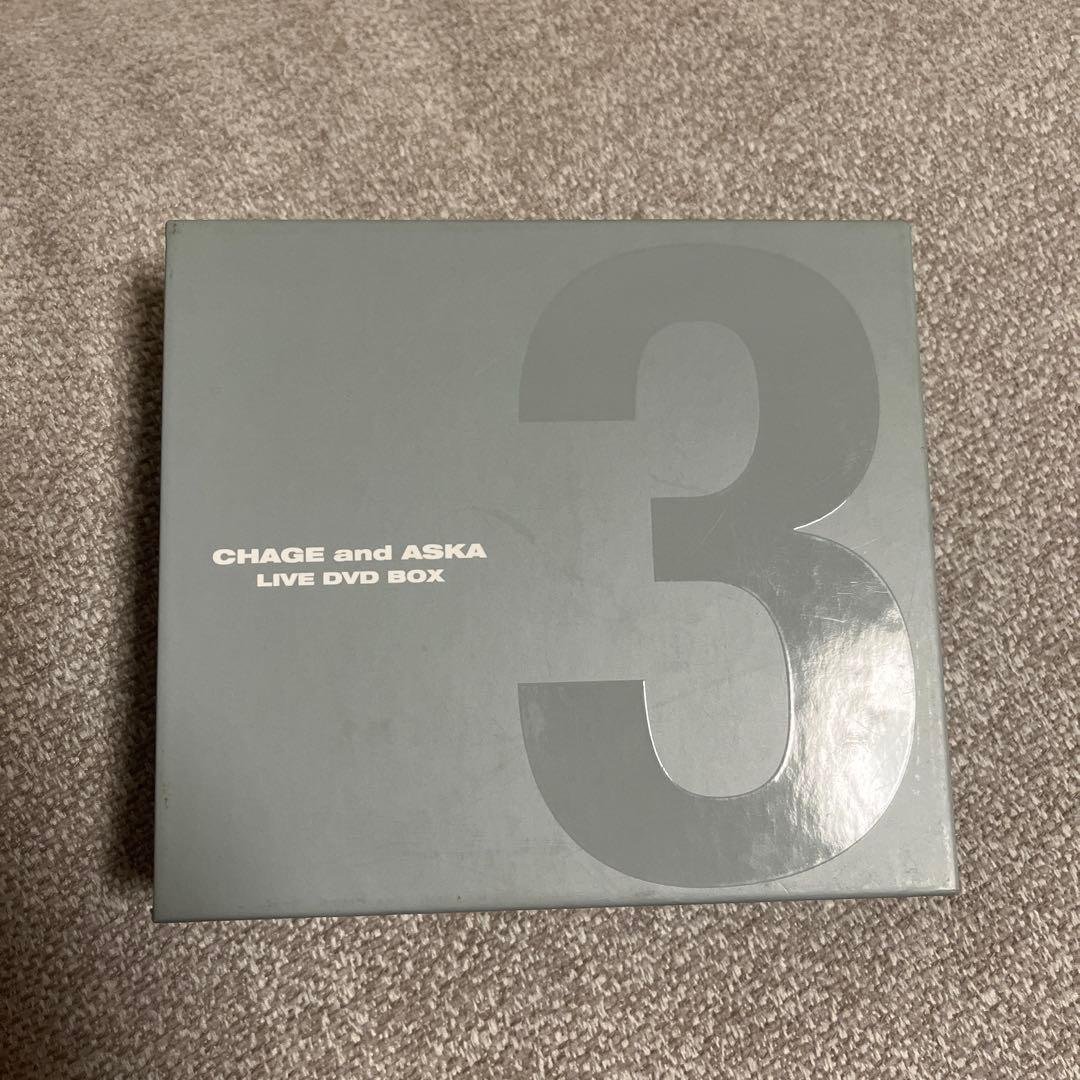 CHAGE and ASKA
LIVE DVD BOX
3